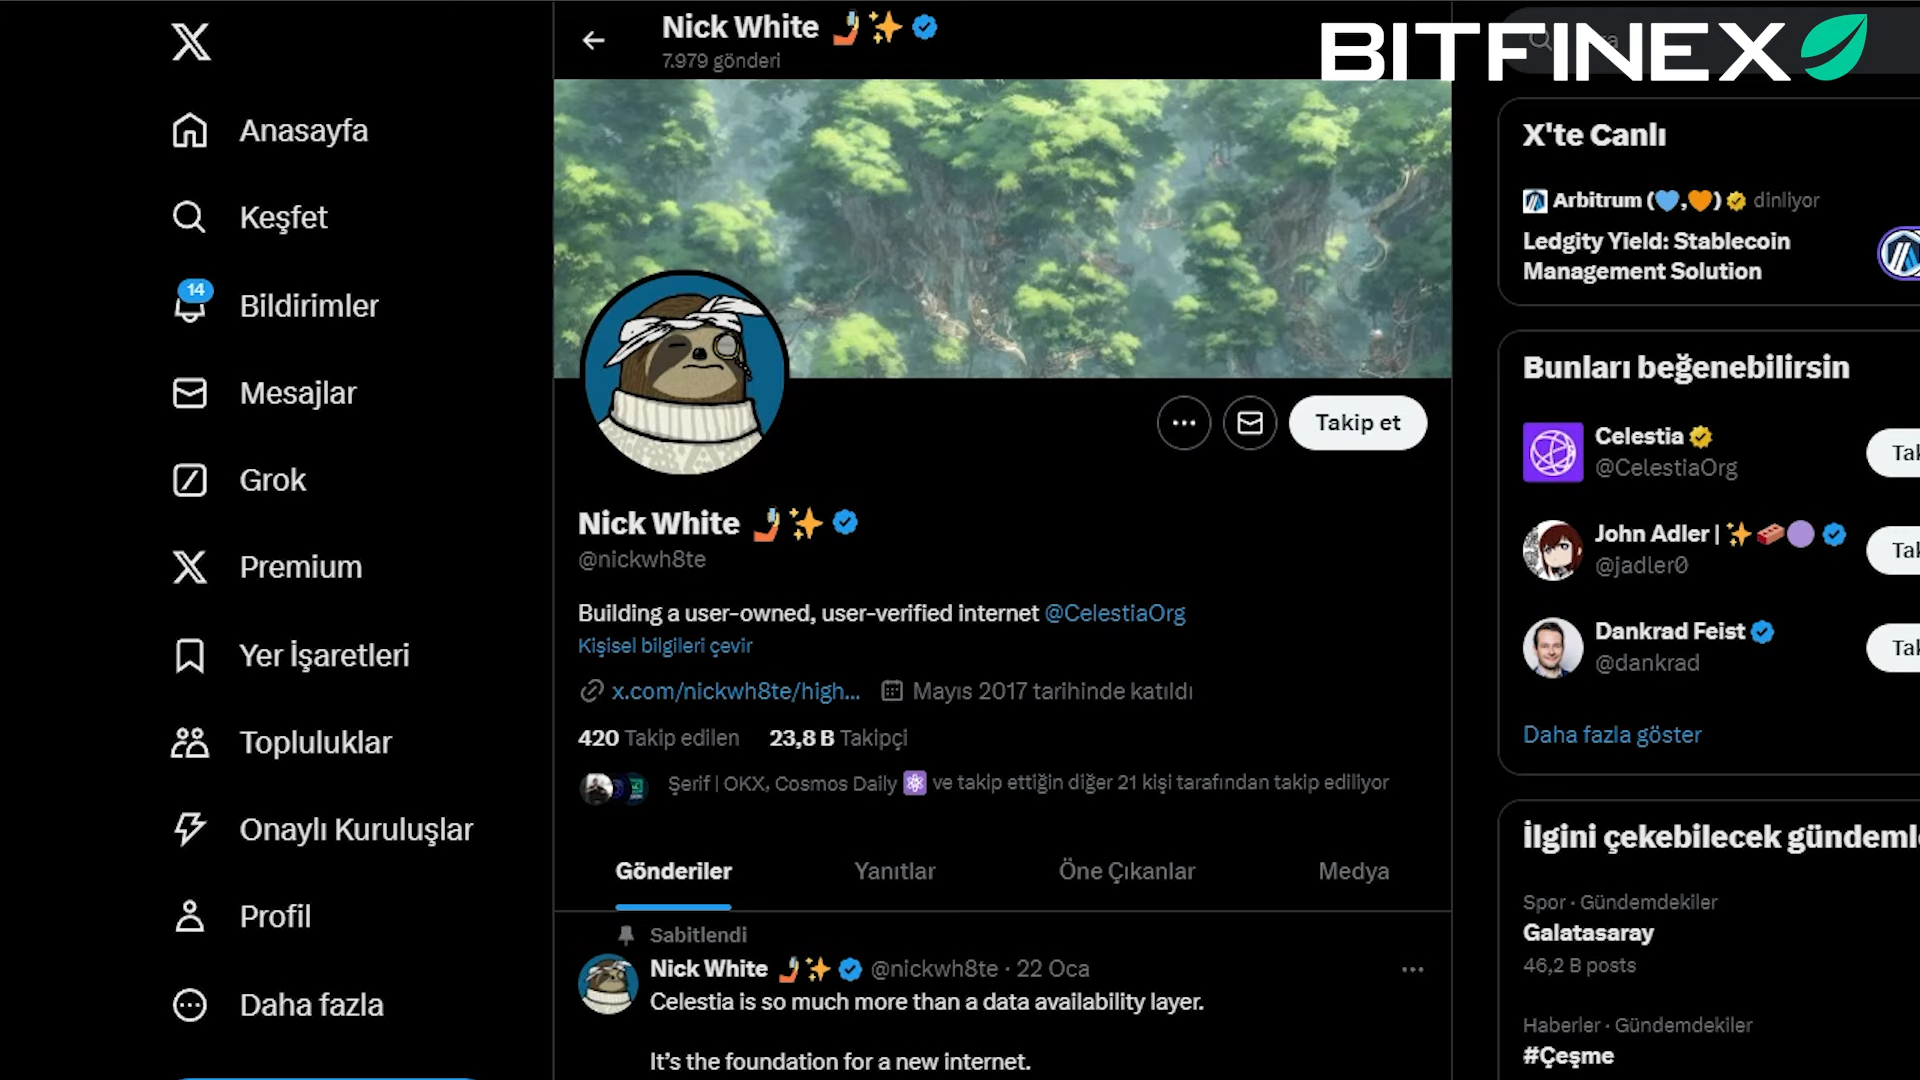 Anasayfa
Keşfet
14
Bildirimler
Mesajlar
Grok
Premium
Yer İşaretleri
Topluluklar
Onaylı Kuruluşlar
Profil
Daha fazla
Nick White
7.979 gönderi
Takip et
Nick White
@nickwh8te
Building a user-owned, user-verified internet @CelestiaOrg
Kişisel bilgileri çevir
x.com/nickwh8te/high... Mayıs 2017 tarihinde katıldı
420 Takip edilen 23,8 B Takipçi
Şerif | OKX, Cosmos Daily ve takip ettiğin diğer 21 kişi tarafından takip ediliyor
Gönderiler Yanıtlar Öne Çıkanlar Medya
Sabitlendi
Nick White @nickwh8te · 22 Oca
Celestia is so much more than a data availability layer.
It's the foundation for a new internet.
BITFINEX
X'te Canlı
Arbitrum (💙,🧡) dinliyor
Ledgity Yield: Stablecoin
Management Solution
Bunları beğenebilirsin
Celestia
@CelestiaOrg
Tak
John Adler |
@jadler0
Tak
Dankrad Feist
@dankrad
Tak
Daha fazla göster
İlgini çekebilecek gündeml
Spor · Gündemdekiler
Galatasaray
46,2 B posts
Haberler · Gündemdekiler
#Çeşme